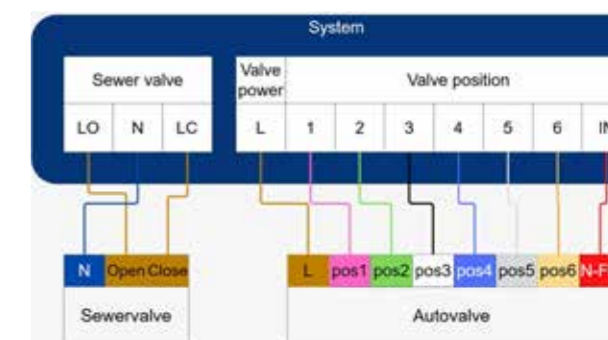 System
Sewer valve
Valve
power
Valve position
LO N LC L 1 2 3 4 5 6
N Open Close L pos1 pos2 pos3 pos4 pos5 pos6 N-F
Sewervalve Autovalve